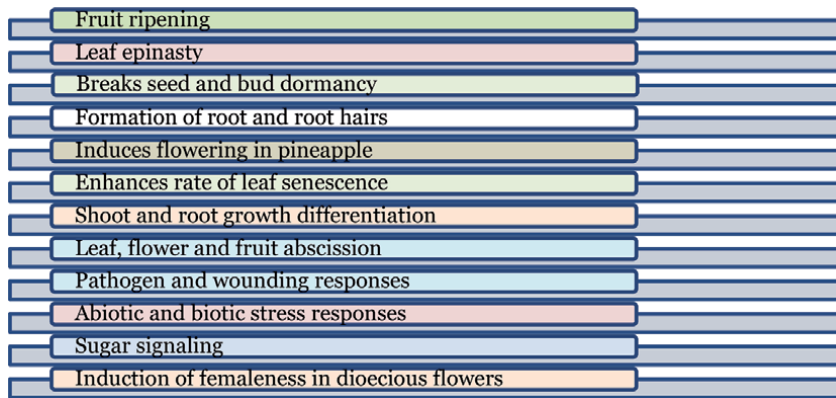 Fruit ripening
Leaf epinasty
Breaks seed and bud dormancy
Formation of root and root hairs
Induces flowering in pineapple
Enhances rate of leaf senescence
Shoot and root growth differentiation
Leaf, flower and fruit abscission
Pathogen and wounding responses
Abiotic and biotic stress responses
Sugar signaling
Induction of femaleness in dioecious flowers